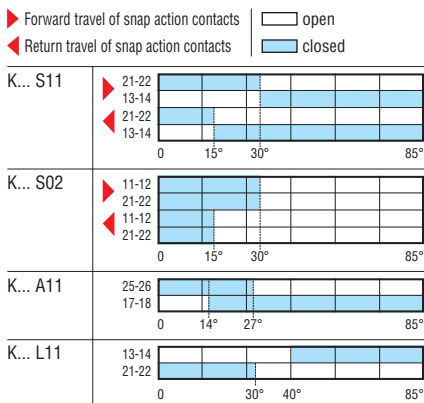 Forward travel of snap action contacts open
Return travel of snap action contacts closed
K... S11
21-22
13-14
21-22
13-14
0 15° 30° 85°
K... S02
11-12
21-22
11-12
21-22
0 15° 30° 85°
K... A11
25-26
17-18
0 14° 27° 85°
K... L11
13-14
21-22
0 30° 40° 85°